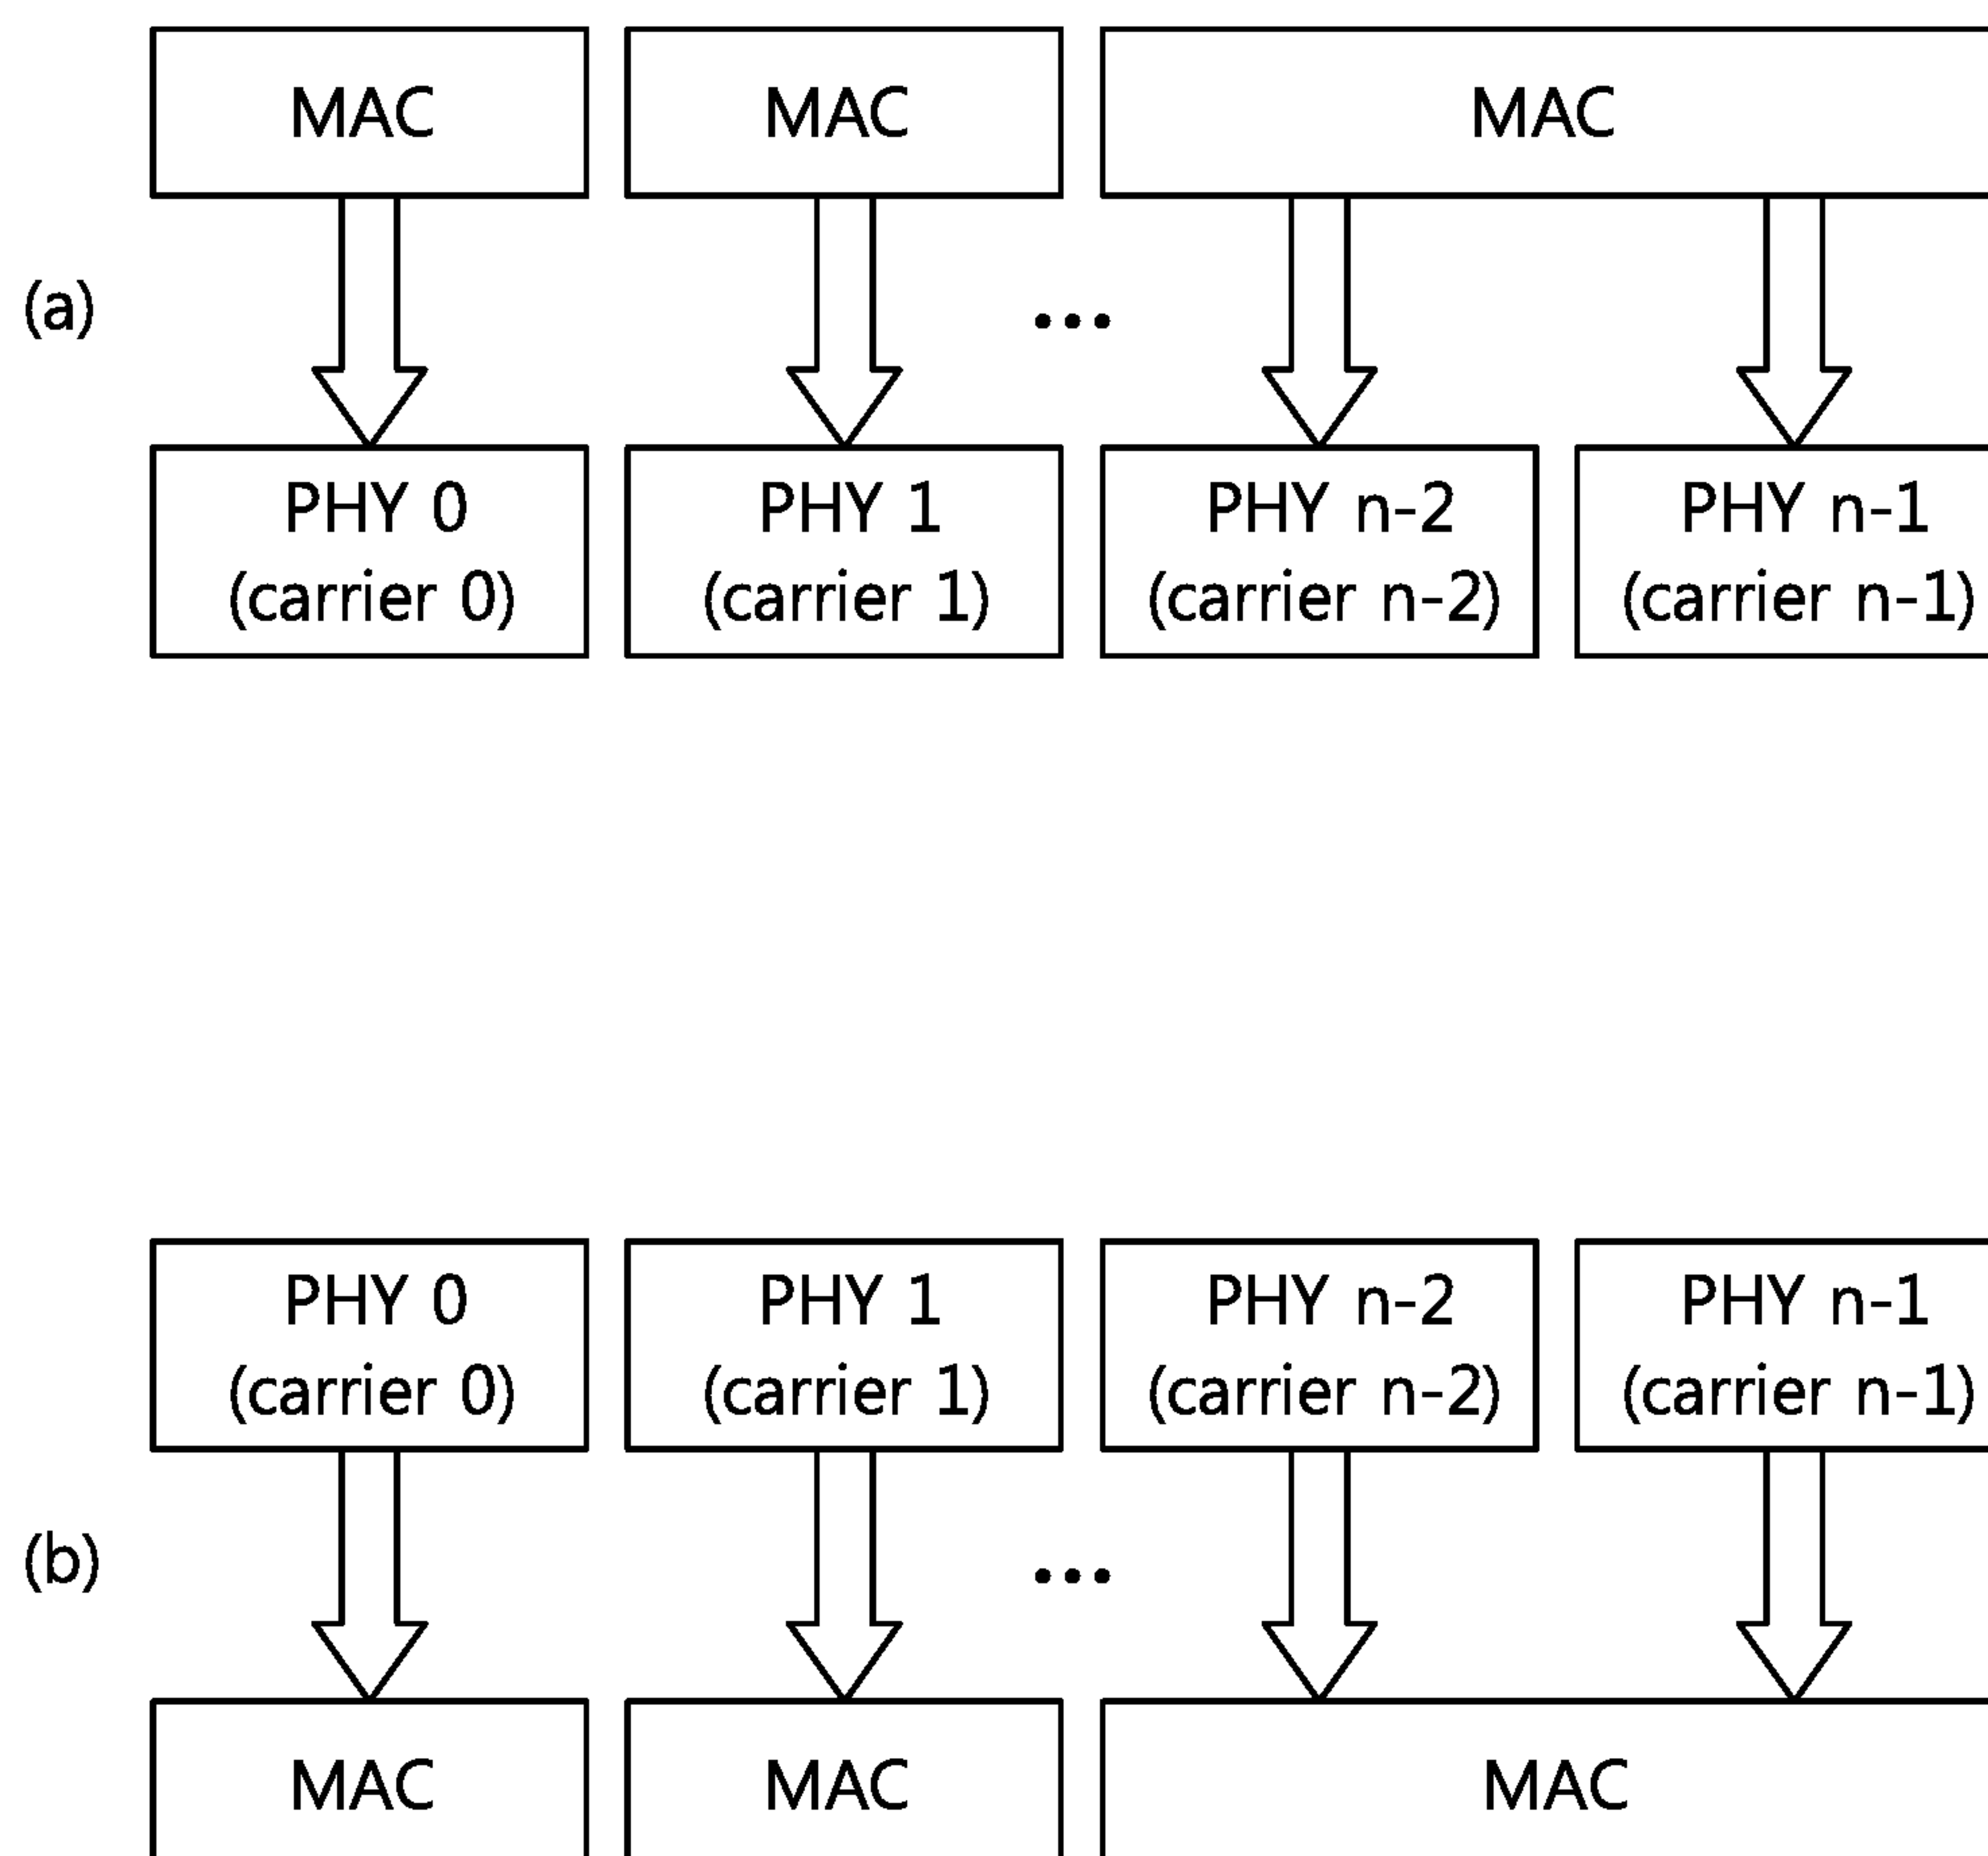 MAC MAC MAC
(a)
...
PHY 0 PHY 1 PHY n-2 PHY n-1
(carrier 0) (carrier 1) (carrier n-2) (carrier n-1)
PHY 0 PHY 1 PHY n-2 PHY n-1
(carrier 0) (carrier 1) (carrier n-2) (carrier n-1)
(b)
...
MAC MAC MAC